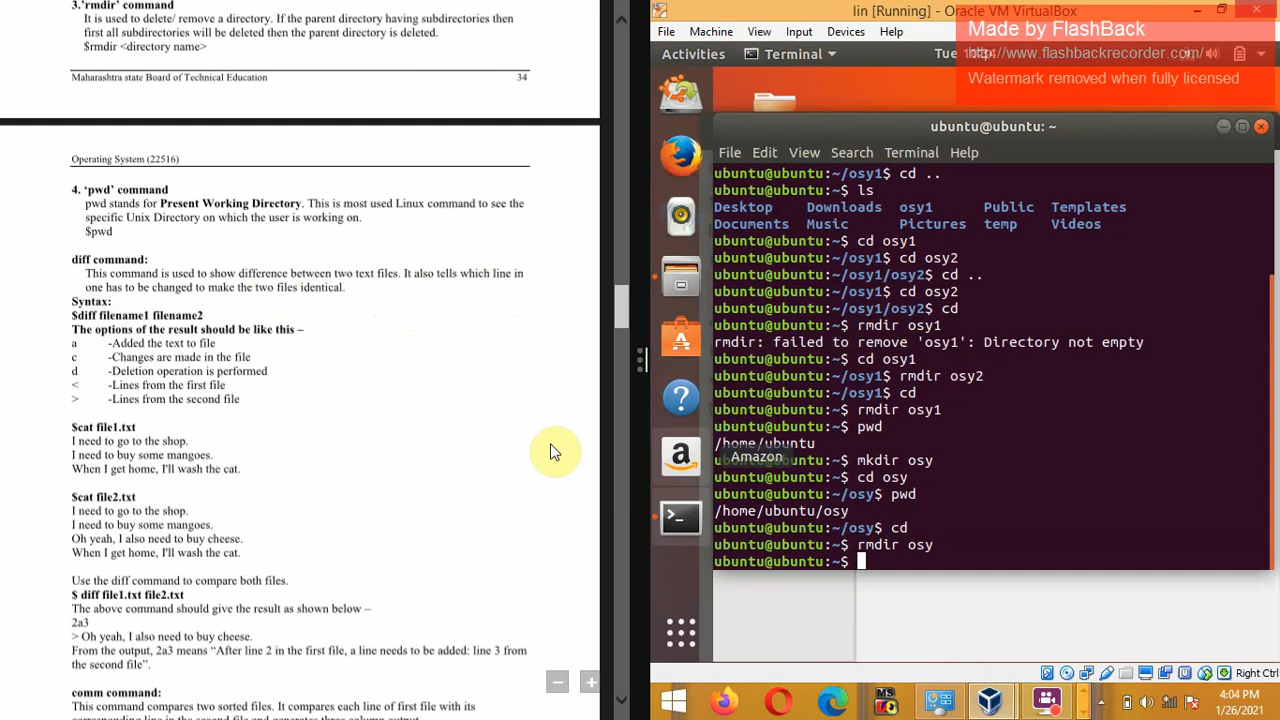 3.'rmdir' command
It is used to delete/ remove a directory. If the parent directory having subdirectories then
first all subdirectories will be deleted then the parent directory is deleted.
$rmdir <directory name>
Maharashtra state Board of Technical Education 34
Operating System (22516)
4. ‘pwd’ command
pwd stands for Present Working Directory. This is most used Linux command to see the
specific Unix Directory on which the user is working on.
$pwd
diff command:
This command is used to show difference between two text files. It also tells which line in
one has to be changed to make the two files identical.
Syntax:
$diff filename1 filename2
The options of the result should be like this –
a -Added the text to file
c -Changes are made in the file
d -Deletion operation is performed
< -Lines from the first file
> -Lines from the second file
$cat file1.txt
I need to go to the shop.
I need to buy some mangoes.
When I get home, I'll wash the cat.
$cat file2.txt
I need to go to the shop.
I need to buy some mangoes.
Oh yeah, I also need to buy cheese.
When I get home, I'll wash the cat.
Use the diff command to compare both files.
$ diff file1.txt file2.txt
The above command should give the result as shown below –
2a3
> Oh yeah, I also need to buy cheese.
From the output, 2a3 means “After line 2 in the first file, a line needs to be added: line 3 from
the second file”.
comm command:
This command compares two sorted files. It compares each line of first file with its
corresponding line in the second file and generates three column output.
lin [Running] - Oracle VM VirtualBox
File Machine View Input Devices Help
Made by FlashBack
http://www.flashbackrecorder.com/
Watermark removed when fully licensed
Activities Terminal Tue
ubuntu@ubuntu: ~
File Edit View Search Terminal Help
ubuntu@ubuntu:~/osy1$ cd ..
ubuntu@ubuntu:~$ ls
Desktop Downloads osy1 Public Templates
Documents Music Pictures temp Videos
ubuntu@ubuntu:~$ cd osy1
ubuntu@ubuntu:~/osy1$ cd osy2
ubuntu@ubuntu:~/osy1/osy2$ cd ..
ubuntu@ubuntu:~/osy1$ cd osy2
ubuntu@ubuntu:~/osy1/osy2$ cd
ubuntu@ubuntu:~$ rmdir osy1
rmdir: failed to remove 'osy1': Directory not empty
ubuntu@ubuntu:~$ cd osy1
ubuntu@ubuntu:~/osy1$ rmdir osy2
ubuntu@ubuntu:~/osy1$ cd
ubuntu@ubuntu:~$ rmdir osy1
ubuntu@ubuntu:~$ pwd
/home/ubuntu
Amazon
ubuntu@ubuntu:~$ mkdir osy
ubuntu@ubuntu:~$ cd osy
ubuntu@ubuntu:~/osy$ pwd
/home/ubuntu/osy
ubuntu@ubuntu:~/osy$ cd
ubuntu@ubuntu:~$ rmdir osy
ubuntu@ubuntu:~$
Right Ctrl
4:04 PM
1/26/2021